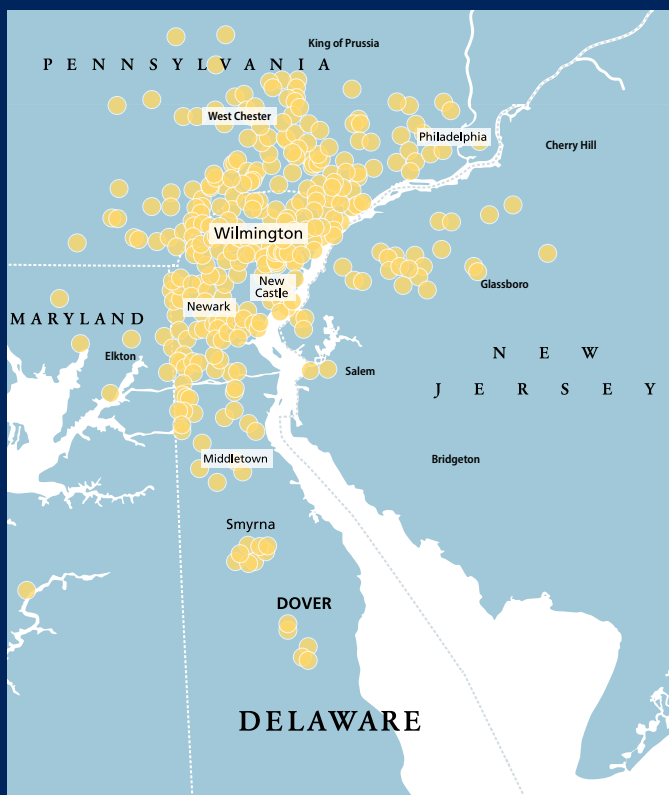 King of Prussia
PENNSYLVANIA
West Chester
Philadelphia
Cherry Hill
Wilmington
New
Castle
Glassboro
Newark
MARYLAND
Elkton
NEW
Salem
JERSEY
Middletown
Bridgeton
Smyrna
DOVER
DELAWARE